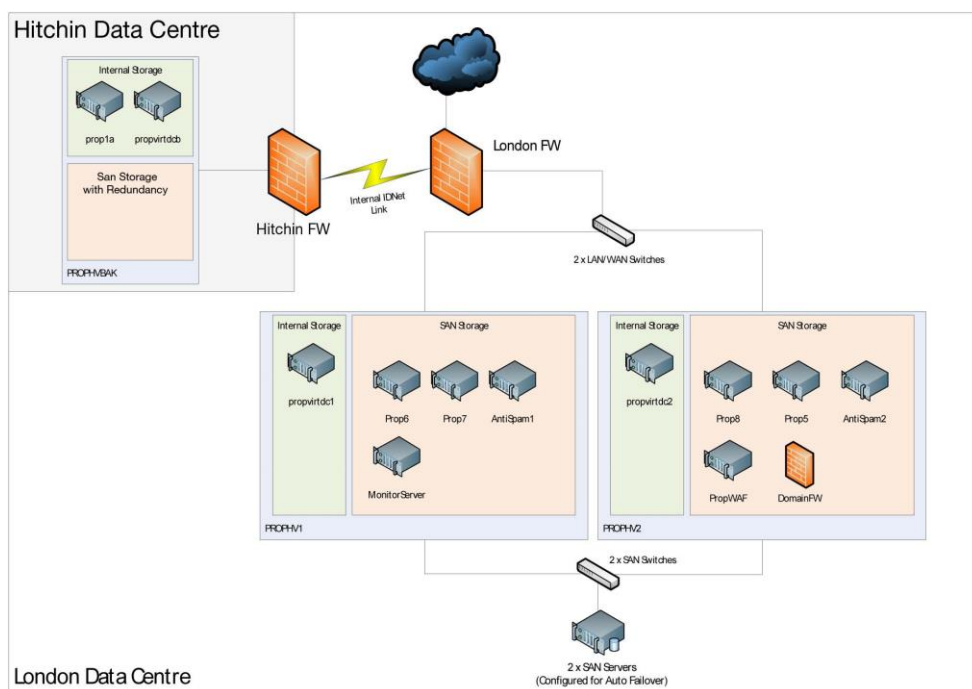 Hitchin Data Centre
Internal Storage
prop1a
propvirtdcb
San Storage
with Redundancy
PROPHVBAK
Hitchin FW
Internal IDNet
Link
London FW
2 x LAN/WAN Switches
Internal Storage
propvirtdc1
SAN Storage
Prop6
Prop7
AntiSpam1
MonitorServer
PROPHV1
Internal Storage
propvirtdc2
SAN Storage
Prop8
Prop5
AntiSpam2
PropWAF
DomainFW
PROPHV2
2 x SAN Switches
2 x SAN Servers
(Configured for Auto Failover)
London Data Centre